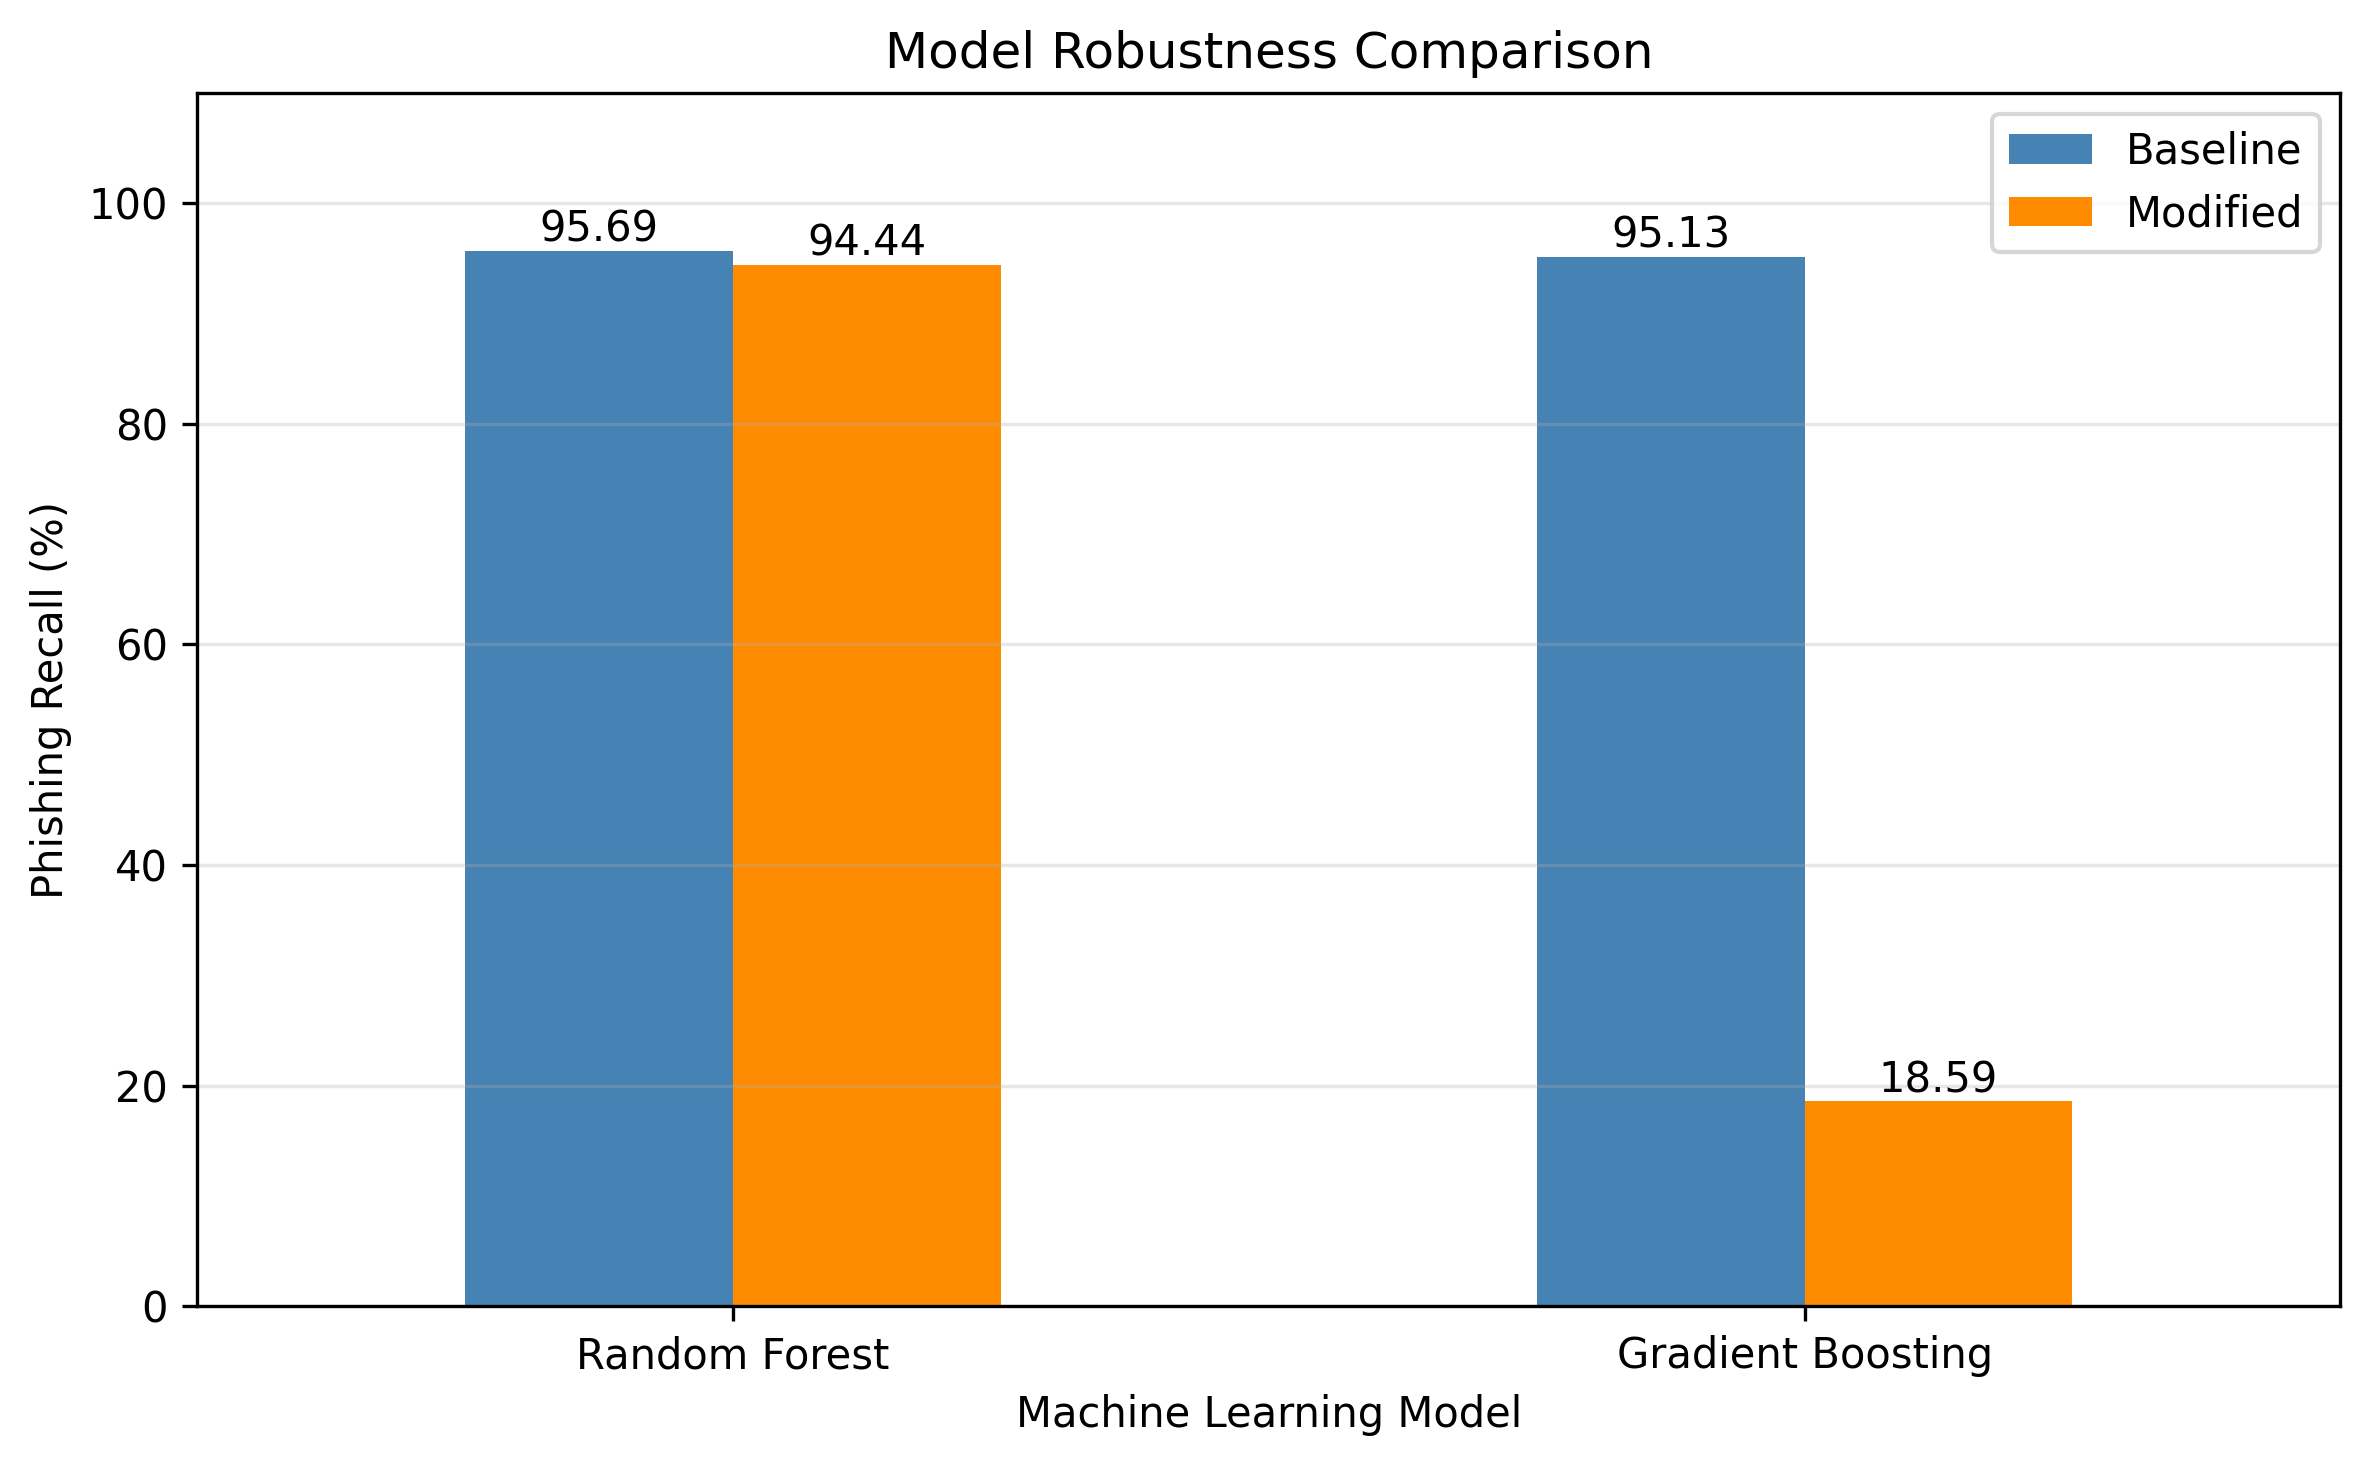 Model Robustness Comparison
Baseline
Modified
100
80
60
40
20
0
Phishing Recall (%)
95.69
94.44
95.13
18.59
Random Forest
Gradient Boosting
Machine Learning Model